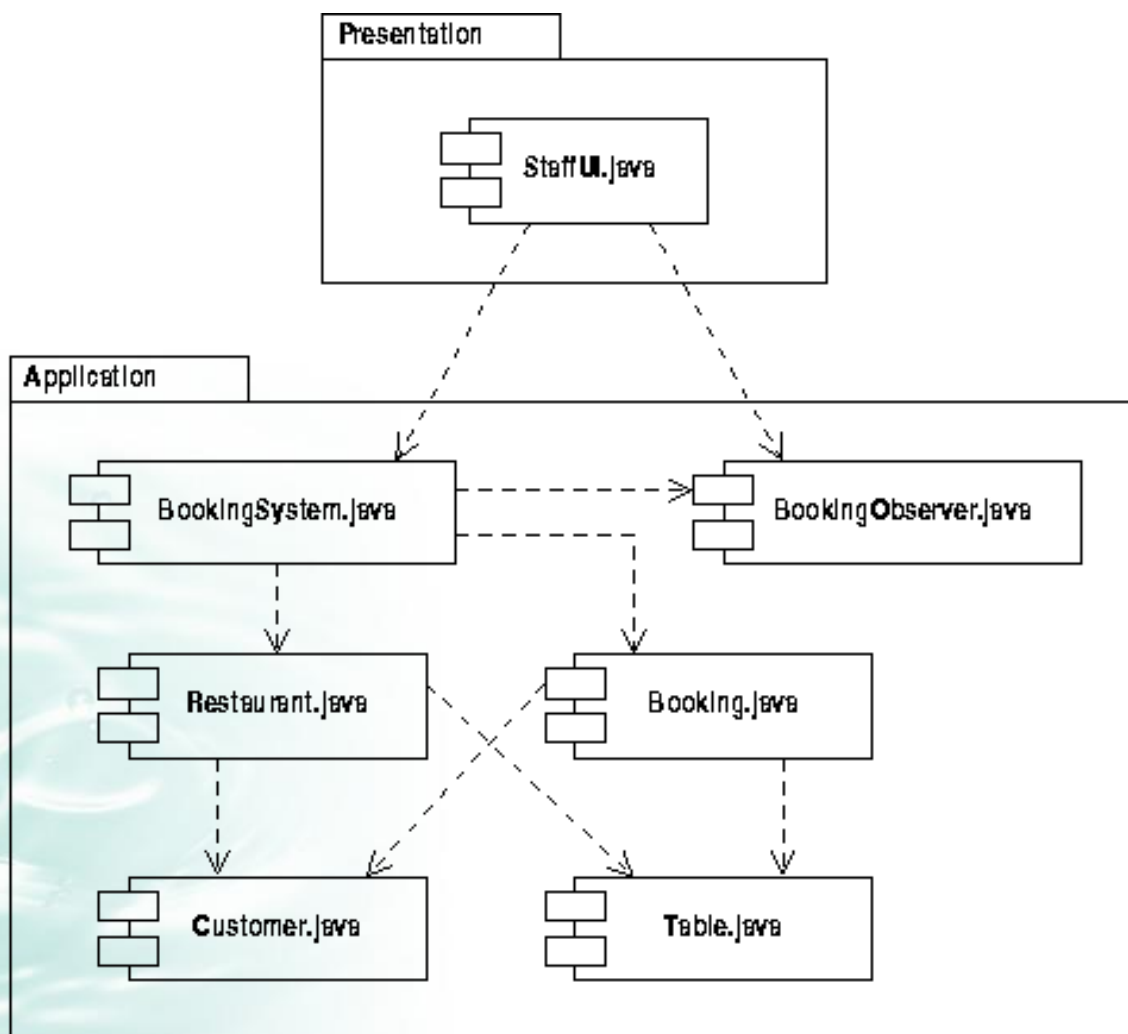 Presentation
StaffUI.java
Application
BookingSystem.java
BookingObserver.java
Restaurant.java
Booking.java
Customer.java
Table.java